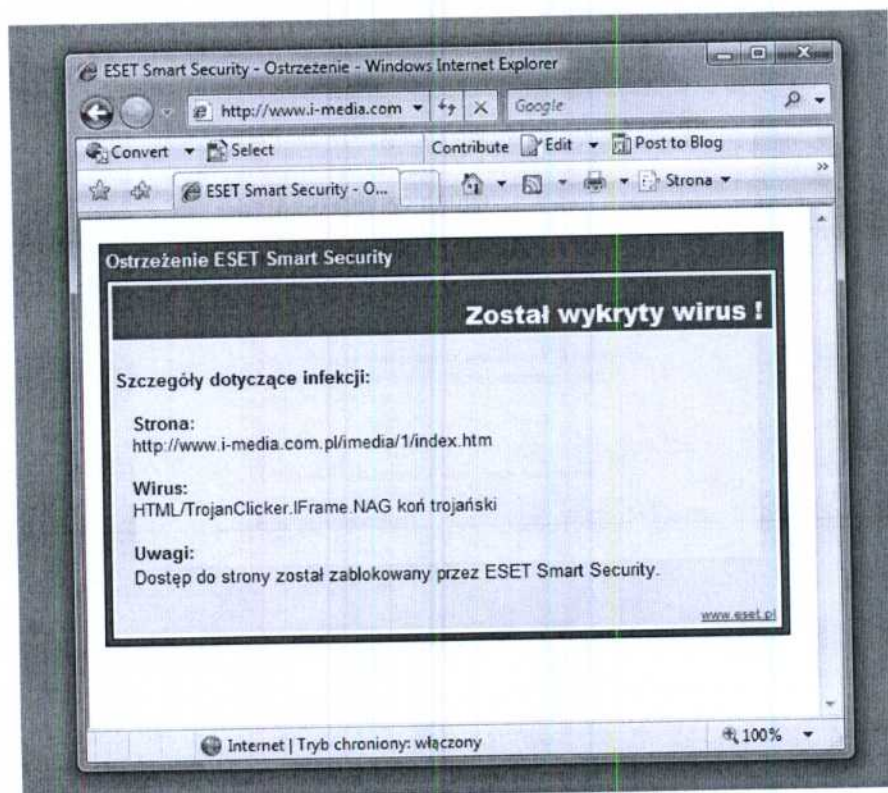 ESET Smart Security - Ostrzeżenie - Windows Internet Explorer
http://www.i-media.com
Google
Convert
Select
Contribute
Edit
Post to Blog
ESET Smart Security - O...
Strona
Ostrzeżenie ESET Smart Security
Został wykryty wirus !
Szczegóły dotyczące infekcji:
Strona:
http://www.i-media.com.pl/imedia/1/index.htm
Wirus:
HTML/TrojanClicker.IFrame.NAG koń trojański
Uwagi:
Dostęp do strony został zablokowany przez ESET Smart Security.
www.eset.pl
Internet | Tryb chroniony: włączony
100%